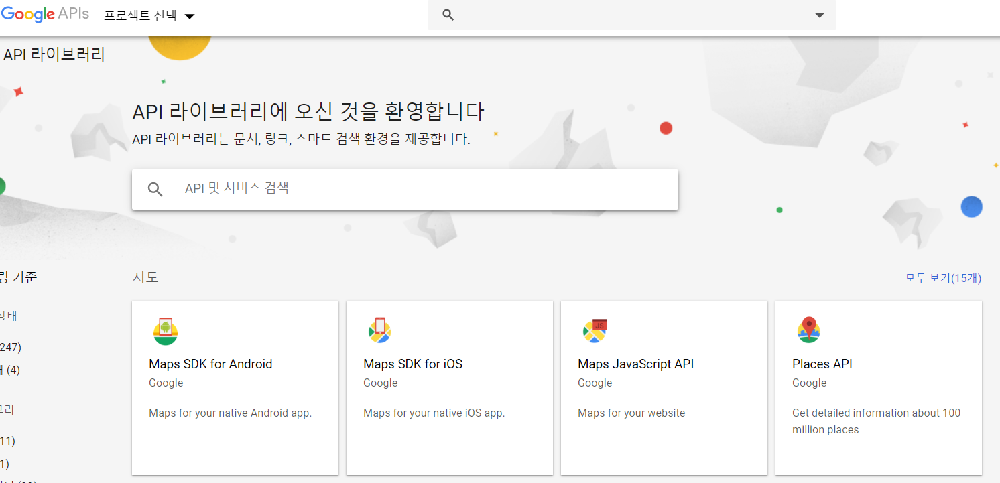 Google APIs 프로젝트 선택
API 라이브러리
API 라이브러리에 오신 것을 환영합니다
API 라이브러리는 문서, 링크, 스마트 검색 환경을 제공합니다.
API 및 서비스 검색
링 기준
상태
247)
(4)
고리
11)
1)
지도
모두 보기(15개)
Maps SDK for Android
Google
Maps for your native Android app.
Maps SDK for iOS
Google
Maps for your native iOS app.
JS
Maps JavaScript API
Google
Maps for your website
Places API
Google
Get detailed information about 100
million places